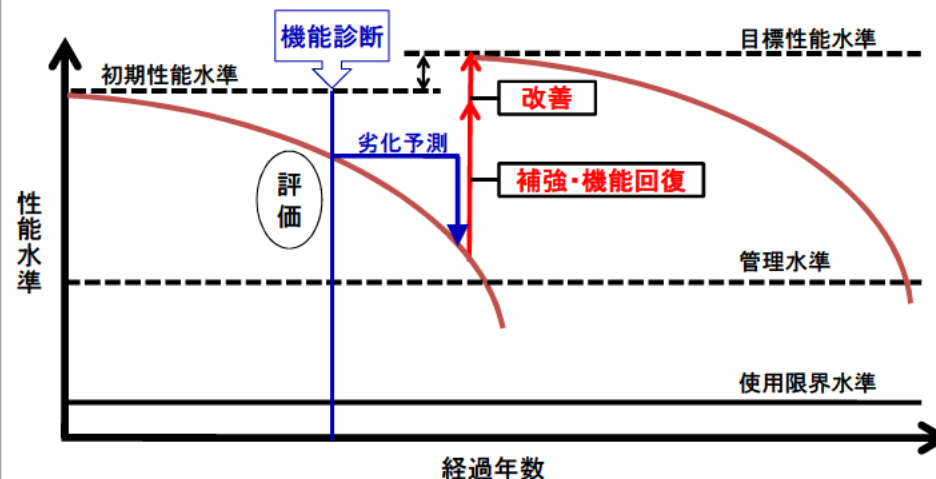 機能診断
目標性能水準
初期性能水準
改善
劣化予測
評価
補強・機能回復
性能水準
管理水準
使用限界水準
経過年数